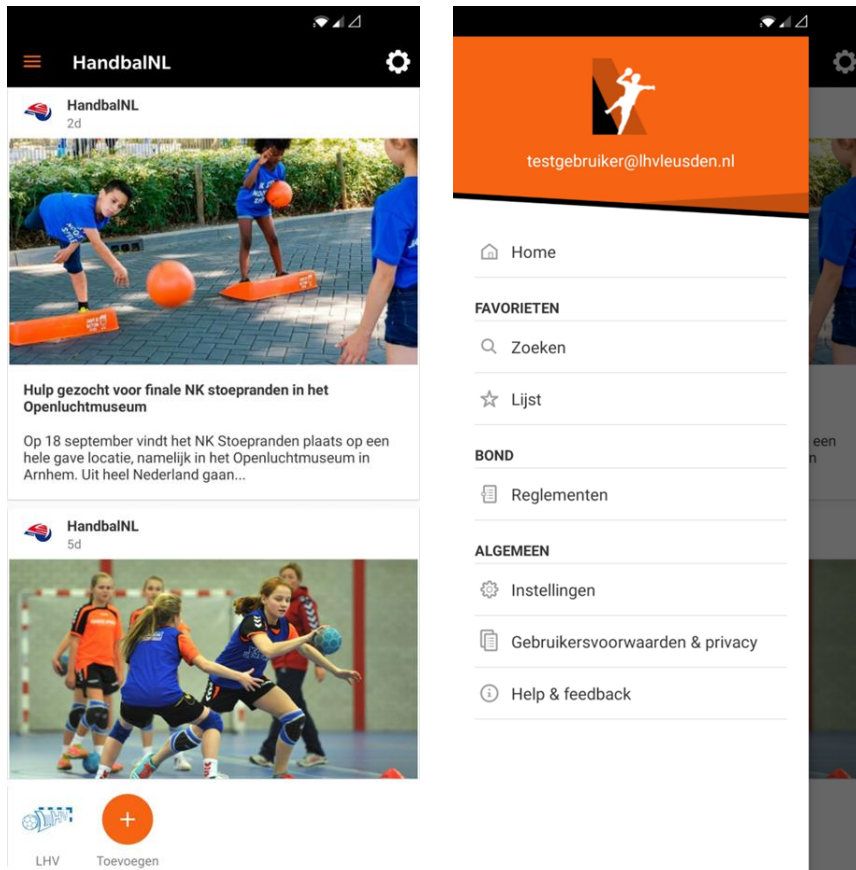 HandbalNL
HandbalNL
2d
Hulp gezocht voor finale NK stoepranden in het
Openluchtmuseum
Op 18 september vindt het NK Stoepranden plaats op een
hele gave locatie, namelijk in het Openluchtmuseum in
Arnhem. Uit heel Nederland gaan...
HandbalNL
5d
LHV
LHV
Toevoegen
testgebruiker@lhvleusden.nl
Home
FAVORIETEN
Zoeken
Lijst
BOND
Reglementen
ALGEMEEN
Instellingen
Gebruikersvoorwaarden & privacy
Help & feedback
een
n